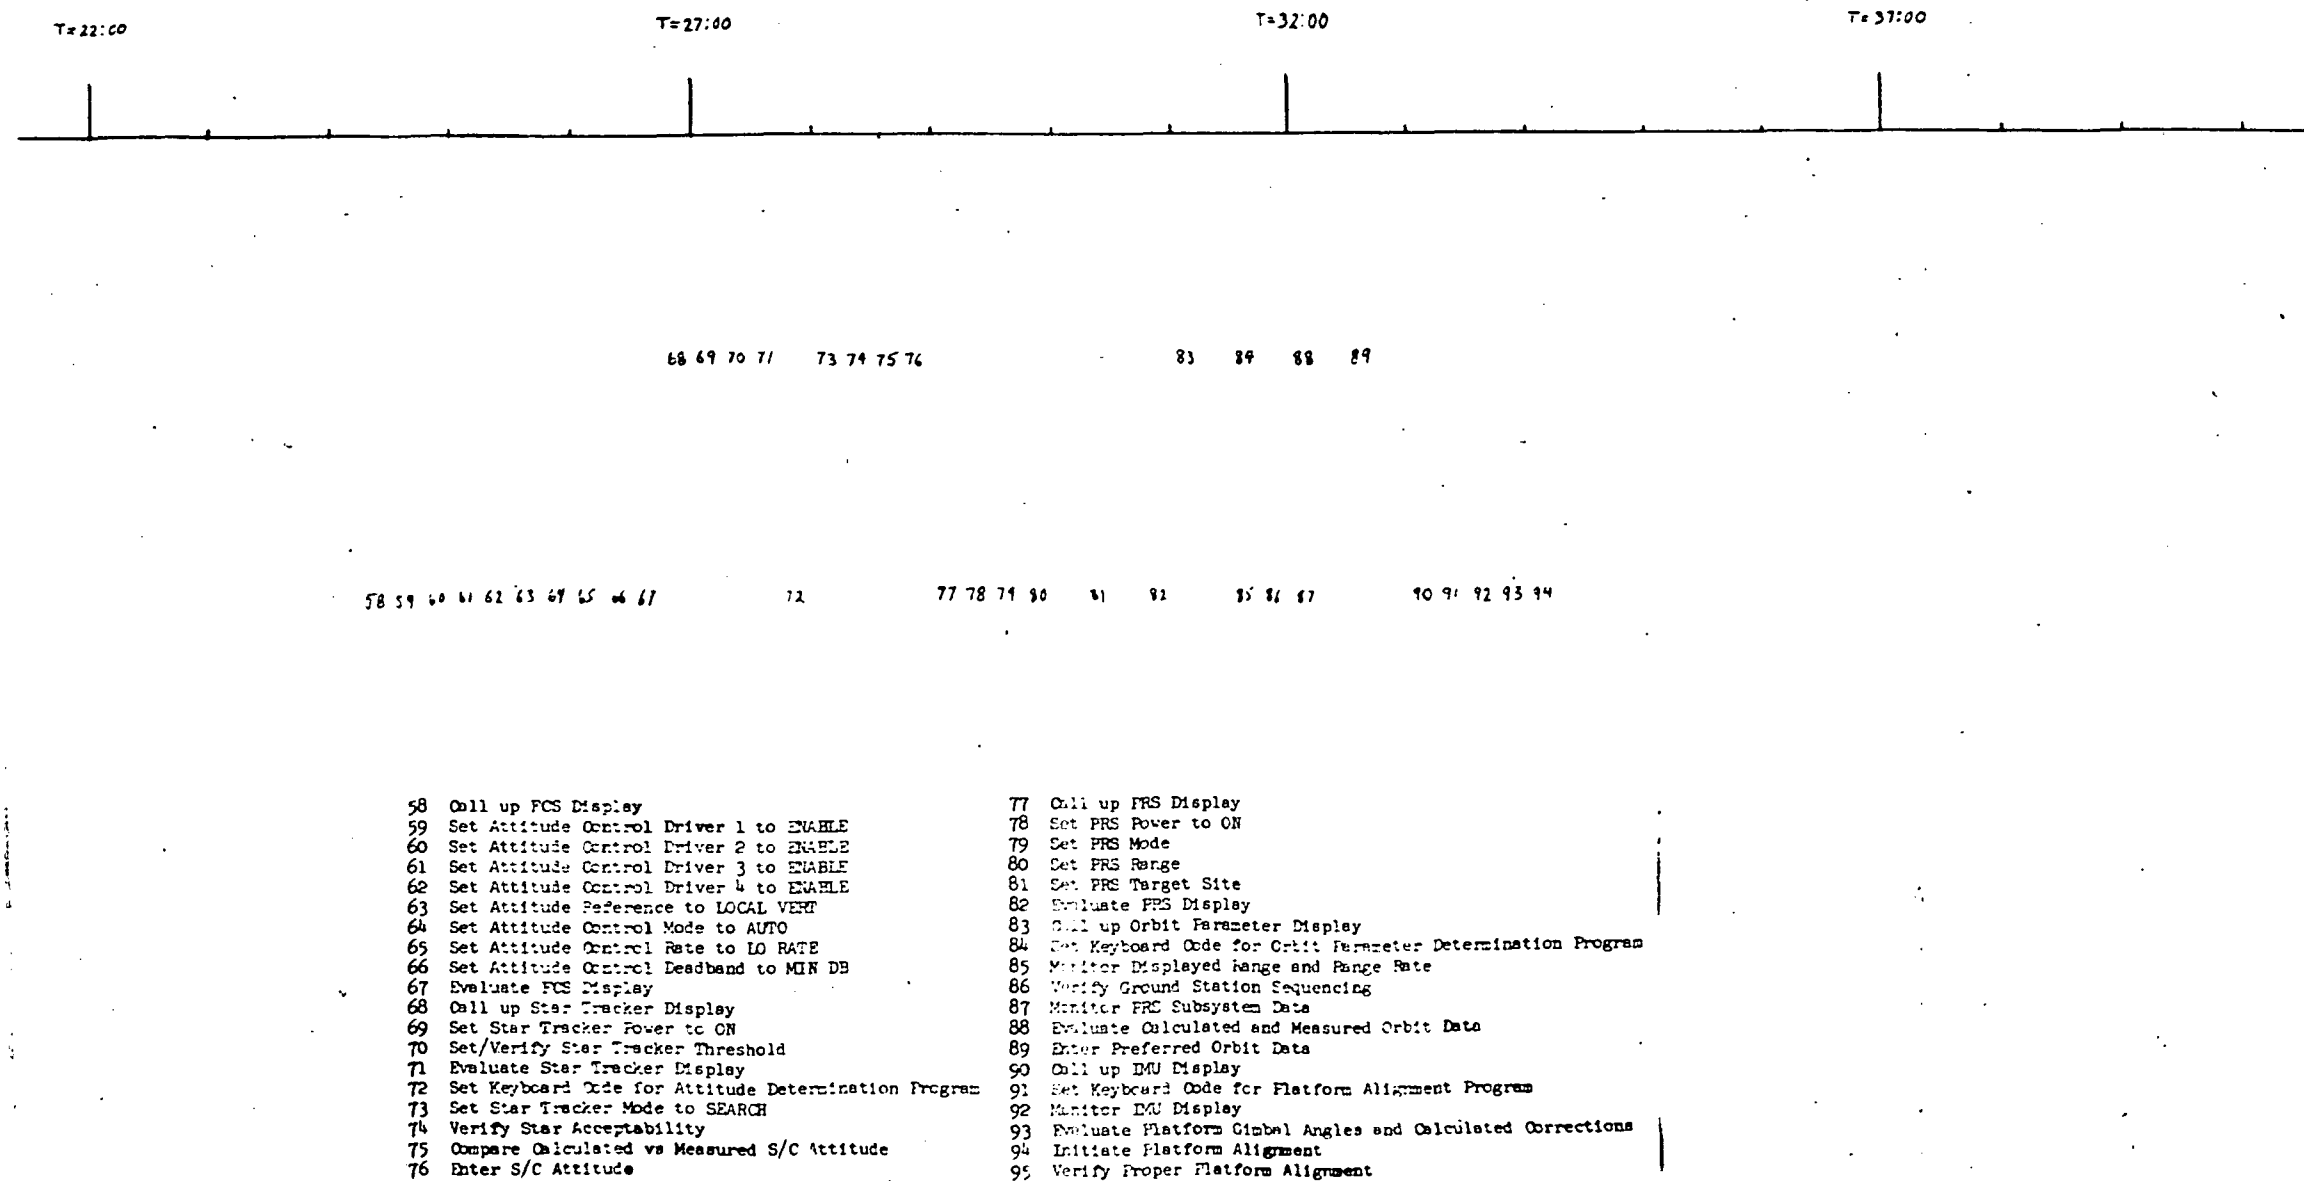 T=22:00 T=27:00 T=32:00 T=37:00
68 69 70 71 73 74 75 76 83 84 88 89
58 59 60 61 62 63 64 65 66 67 72 77 78 79 80 81 82 85 86 87 90 91 92 93 94
58 Call up FCS Display
59 Set Attitude Control Driver 1 to ENABLE
60 Set Attitude Control Driver 2 to ENABLE
61 Set Attitude Control Driver 3 to ENABLE
62 Set Attitude Control Driver 4 to ENABLE
63 Set Attitude Reference to LOCAL VERT
64 Set Attitude Control Mode to AUTO
65 Set Attitude Control Rate to LO RATE
66 Set Attitude Control Deadband to MIN DB
67 Evaluate FCS Display
68 Call up Star Tracker Display
69 Set Star Tracker Power to ON
70 Set/Verify Star Tracker Threshold
71 Evaluate Star Tracker Display
72 Set Keyboard Code for Attitude Determination Program
73 Set Star Tracker Mode to SEARCH
74 Verify Star Acceptability
75 Compare Calculated vs Measured S/C Attitude
76 Enter S/C Attitude
77 Call up PRS Display
78 Set PRS Power to ON
79 Set PRS Mode
80 Set PRS Range
81 Set PRS Target Site
82 Evaluate PRS Display
83 Call up Orbit Parameter Display
84 Set Keyboard Code for Orbit Parameter Determination Program
85 Monitor Displayed Range and Range Rate
86 Verify Ground Station Sequencing
87 Monitor PRS Subsystem Data
88 Evaluate Calculated and Measured Orbit Data
89 Enter Preferred Orbit Data
90 Call up IMU Display
91 Set Keyboard Code for Platform Alignment Program
92 Monitor IMU Display
93 Evaluate Platform Gimbal Angles and Calculated Corrections
94 Initiate Platform Alignment
95 Verify Proper Platform Alignment